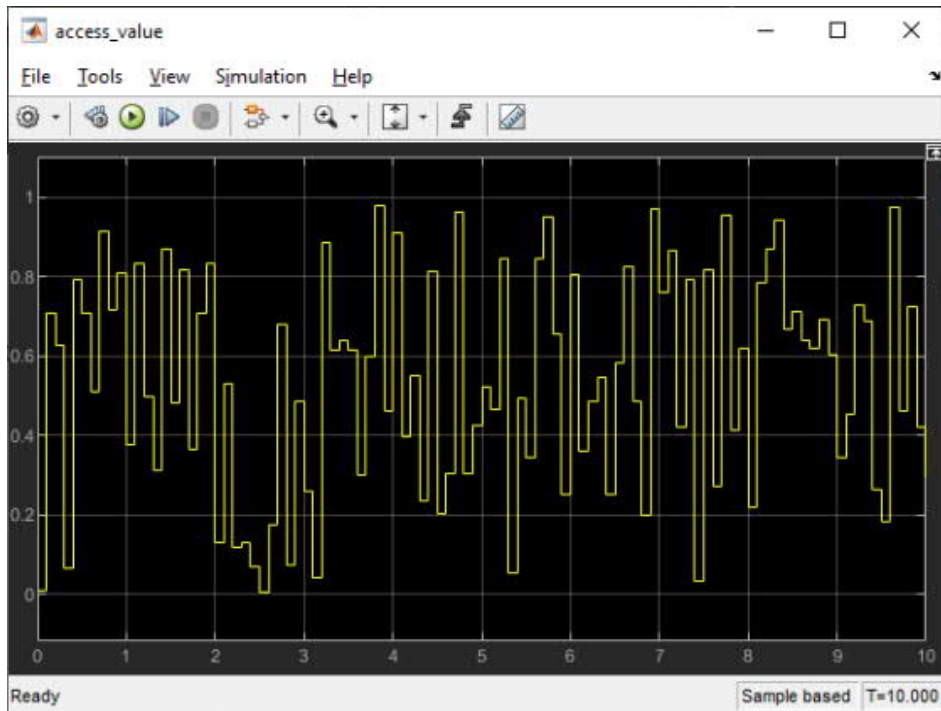 access_value
File Tools View Simulation Help
1
0.8
0.6
0.4
0.2
0
0 1 2 3 4 5 6 7 8 9 10
Ready Sample based T=10.000